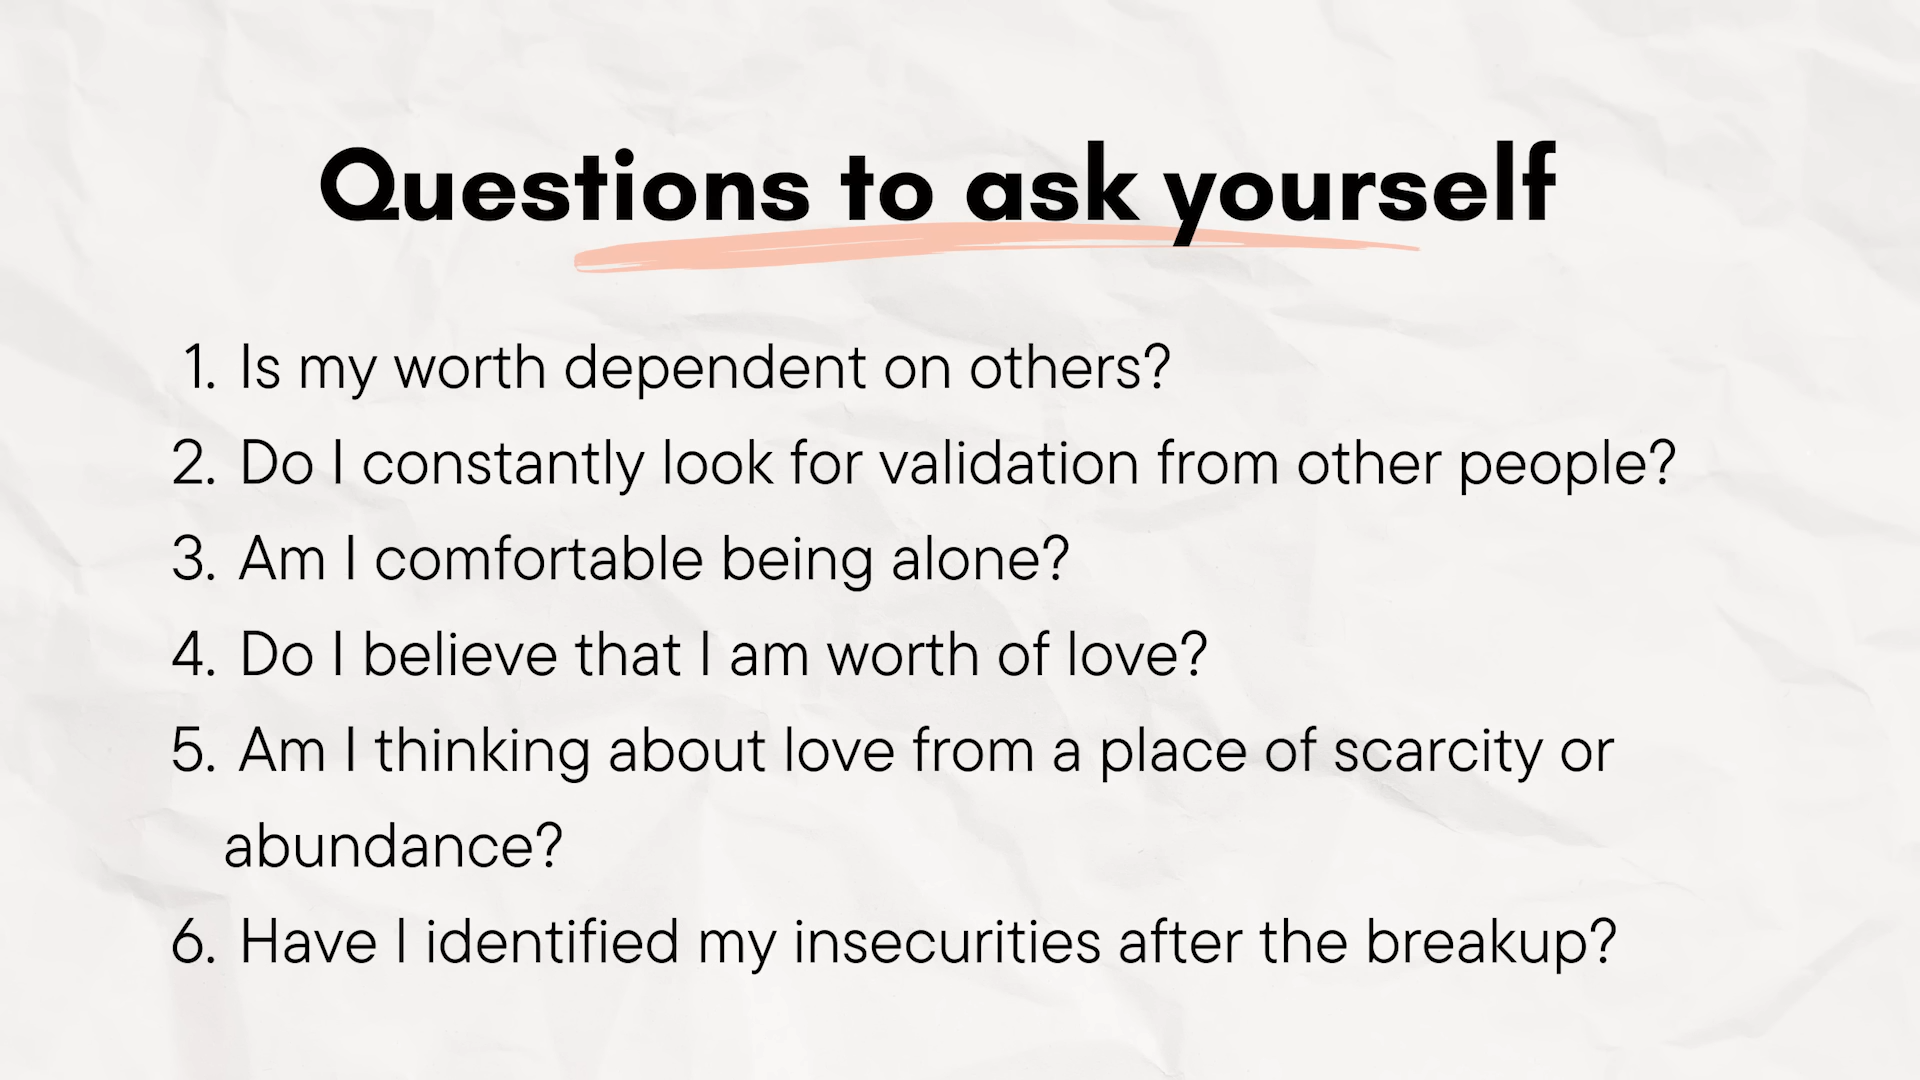 Questions to ask yourself
1. Is my worth dependent on others?
2. Do I constantly look for validation from other people?
3. Am I comfortable being alone?
4. Do I believe that I am worth of love?
5. Am I thinking about love from a place of scarcity or
abundance?
6. Have I identified my insecurities after the breakup?